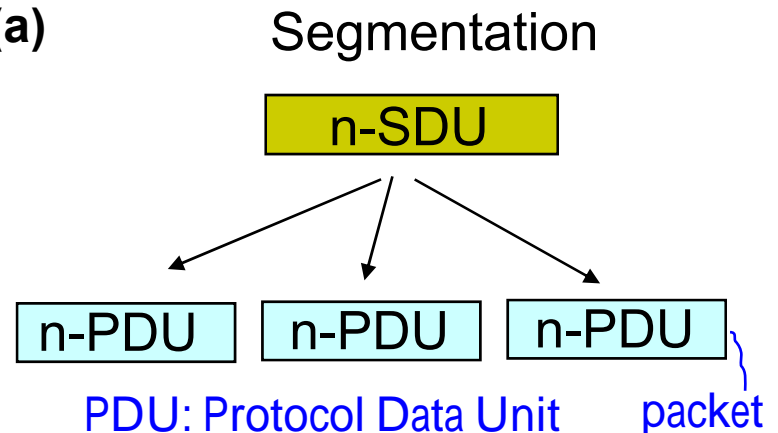 (a)
Segmentation
n-SDU
n-PDU n-PDU n-PDU
PDU: Protocol Data Unit packet